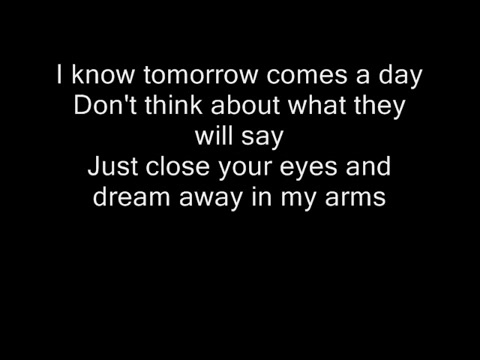 I know tomorrow comes a day
Don't think about what they
will say
Just close your eyes and
dream away in my arms